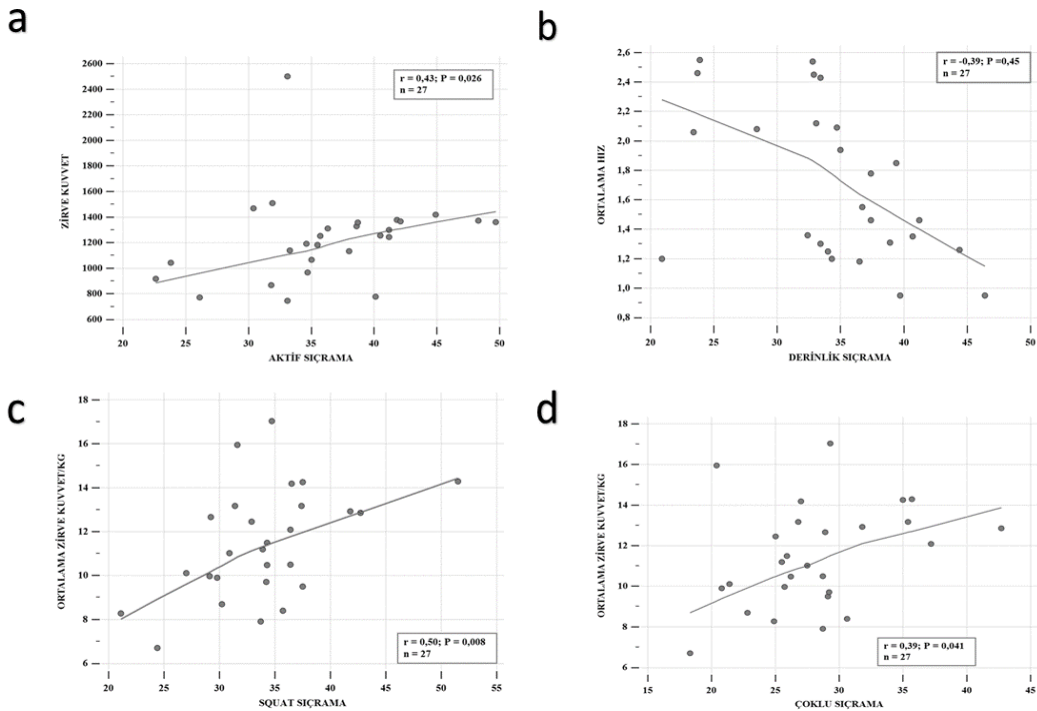 a
ZİRVE KUVVET
2600
2400
2200
2000
1800
1600
1400
1200
1000
800
600
r = 0,43; P = 0,026
n = 27
20 25 30 35 40 45 50
AKTİF SIÇRAMA
b
ORTALAMA HIZ
2,6
2,4
2,2
2,0
1,8
1,6
1,4
1,2
1,0
0,8
r = -0,39; P =0,45
n = 27
20 25 30 35 40 45 50
DERİNLİK SIÇRAMA
c
ORTALAMA ZİRVE KUVVET/KG
18
16
14
12
10
8
6
r = 0,50; P = 0,008
n = 27
20 25 30 35 40 45 50 55
SQUAT SIÇRAMA
d
ORTALAMA ZİRVE KUVVET/KG
18
16
14
12
10
8
6
r = 0,39; P = 0,041
n = 27
15 20 25 30 35 40 45
ÇOKLU SIÇRAMA